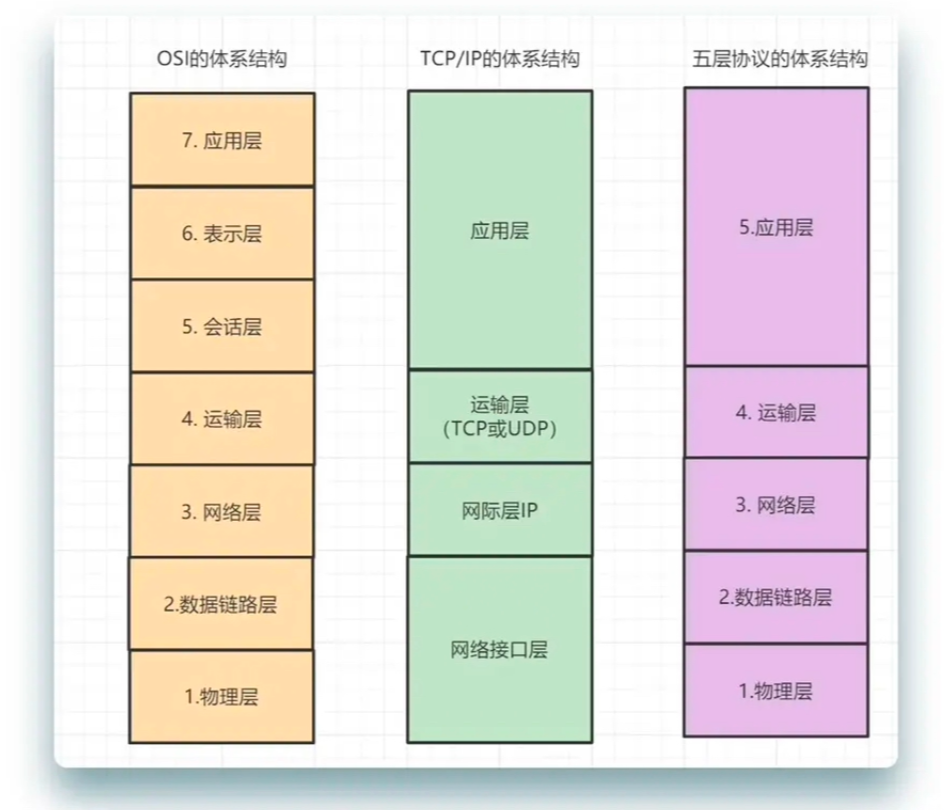 OSI的体系结构
7. 应用层
6. 表示层
5. 会话层
4. 运输层
3. 网络层
2.数据链路层
1.物理层
TCP/IP的体系结构
应用层
运输层
（TCP或UDP）
网际层IP
网络接口层
五层协议的体系结构
5.应用层
4. 运输层
3. 网络层
2.数据链路层
1.物理层